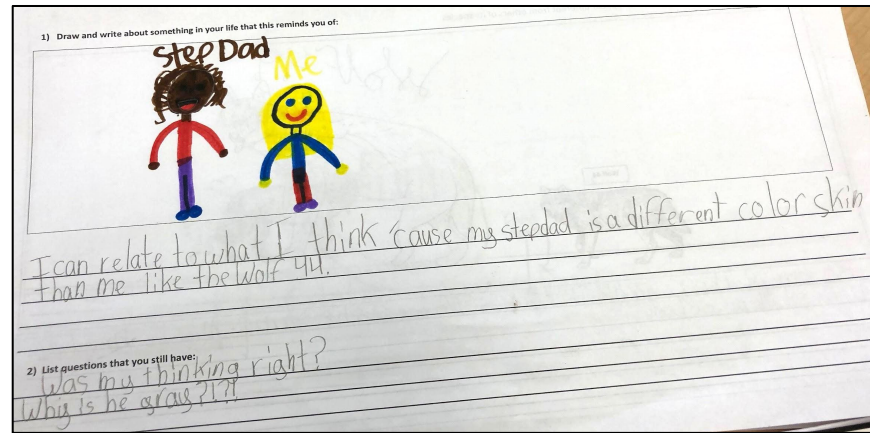 1) Draw and write about something in your life that this reminds you of:
Step Dad
Me
I can relate to what I think 'cause my stepdad is a different color skin
than me like the Wolf 44.
2) List questions that you still have:
Was my thinking right?
Why is he gray?!?!